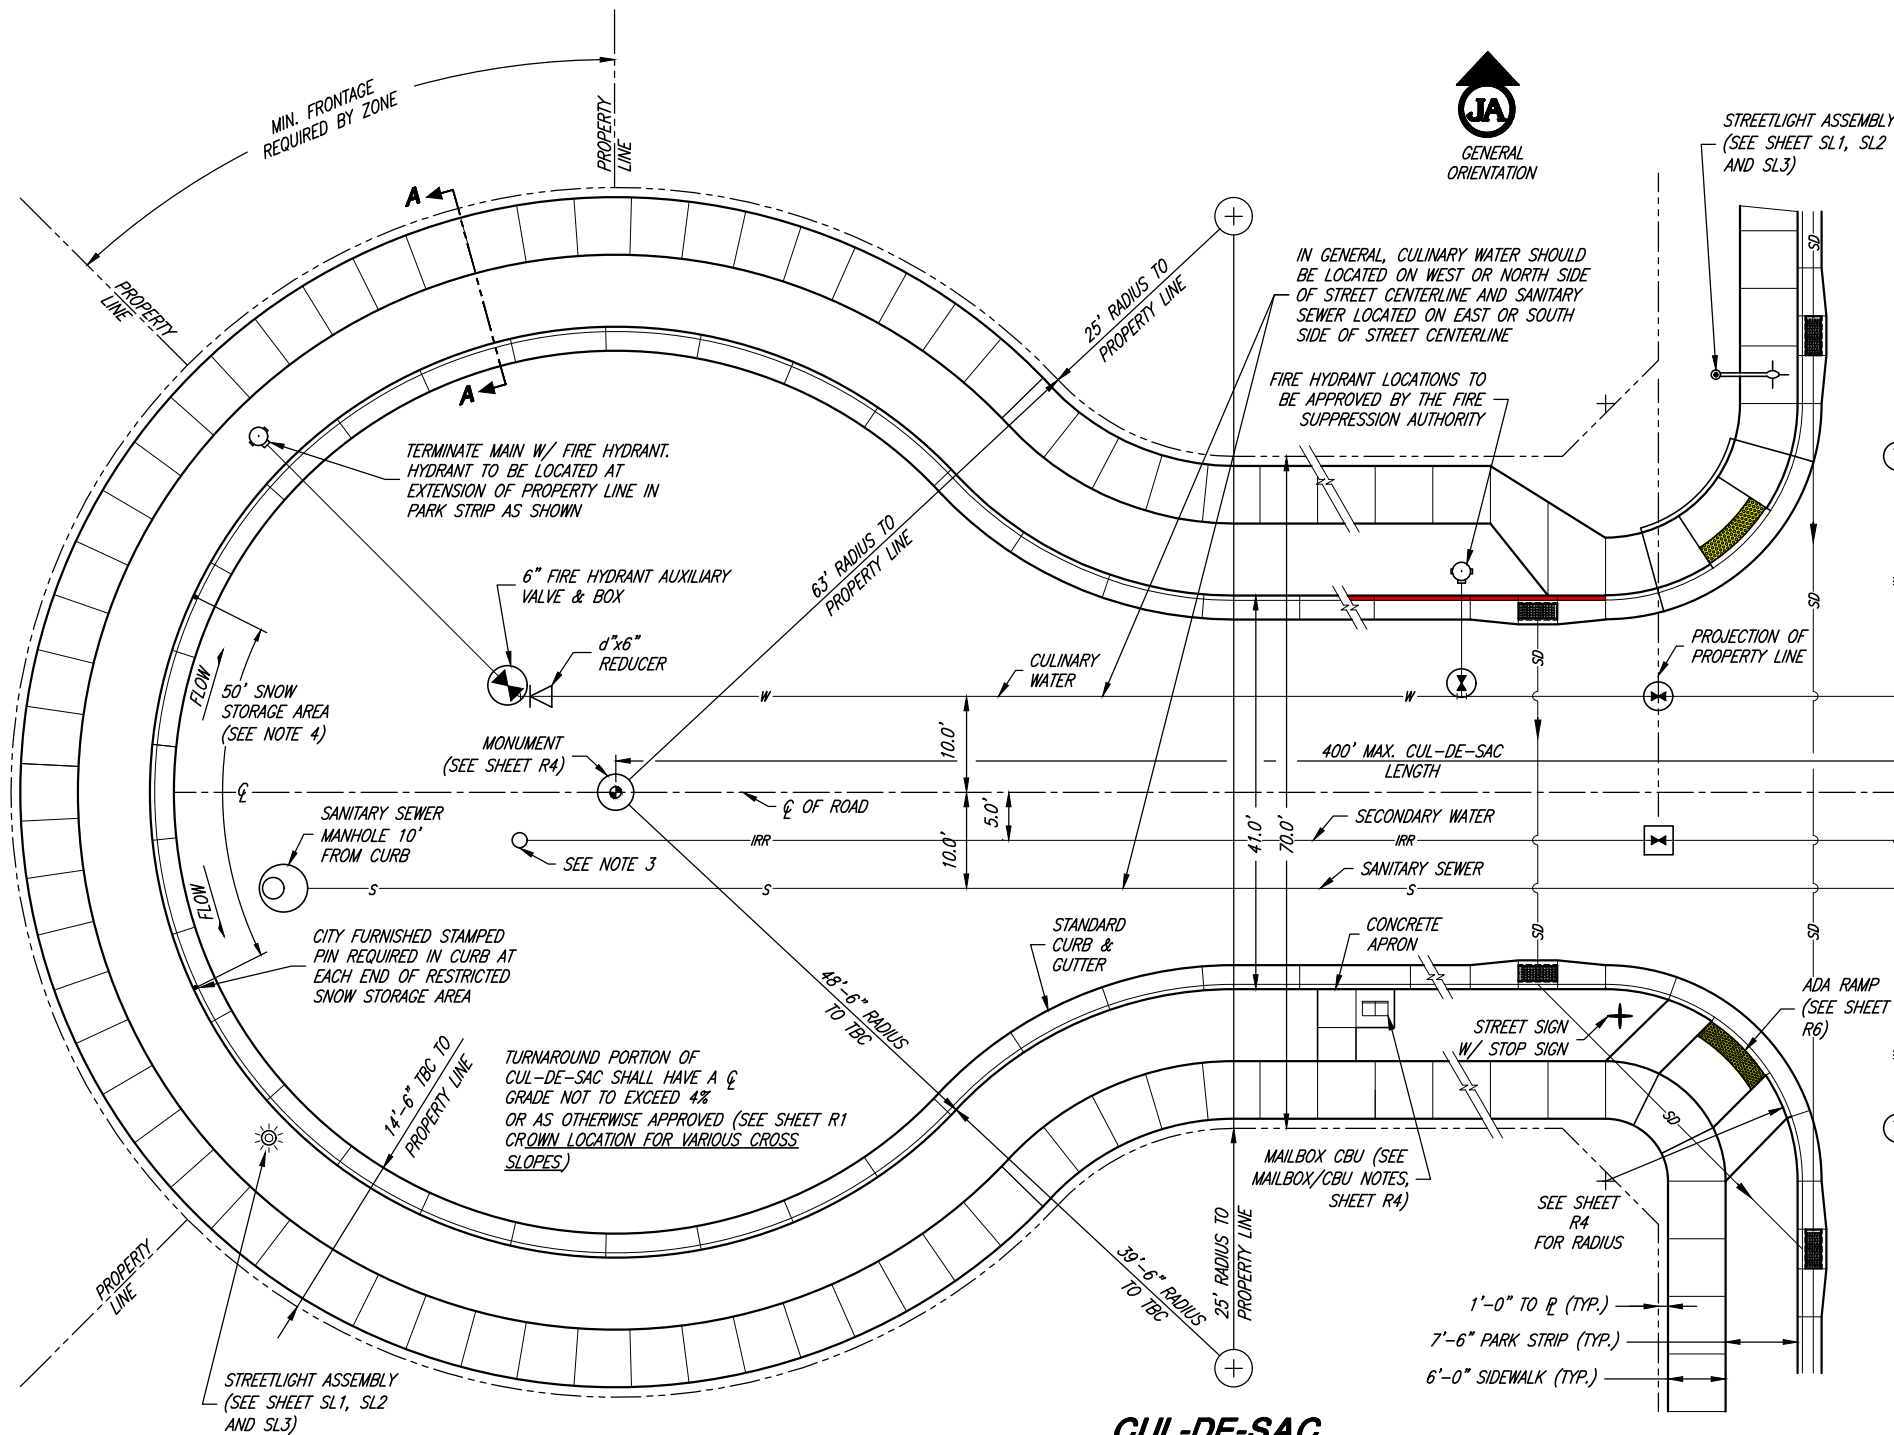 MIN. FRONTAGE
REQUIRED BY ZONE
PROPERTY
LINE
A
A
PROPERTY
LINE
JA
GENERAL
ORIENTATION
STREETLIGHT ASSEMBLY
(SEE SHEET SL1, SL2
AND SL3)
SD
25' RADIUS TO
PROPERTY LINE
IN GENERAL, CULINARY WATER SHOULD
BE LOCATED ON WEST OR NORTH SIDE
OF STREET CENTERLINE AND SANITARY
SEWER LOCATED ON EAST OR SOUTH
SIDE OF STREET CENTERLINE
FIRE HYDRANT LOCATIONS TO
BE APPROVED BY THE FIRE
SUPPRESSION AUTHORITY
TERMINATE MAIN W/ FIRE HYDRANT.
HYDRANT TO BE LOCATED AT
EXTENSION OF PROPERTY LINE IN
PARK STRIP AS SHOWN
63' RADIUS TO
PROPERTY LINE
6" FIRE HYDRANT AUXILIARY
VALVE & BOX
d"x6"
REDUCER
CULINARY
WATER
SD
SD
PROJECTION OF
PROPERTY LINE
W
W
FLOW
50' SNOW
STORAGE AREA
(SEE NOTE 4)
MONUMENT
(SEE SHEET R4)
10.0'
400' MAX. CUL-DE-SAC
LENGTH
℄
℄ OF ROAD
SANITARY SEWER
MANHOLE 10'
FROM CURB
5.0'
10.0'
41.0'
70.0'
SECONDARY WATER
IRR
IRR
SEE NOTE 3
SANITARY SEWER
S
S
S
FLOW
CITY FURNISHED STAMPED
PIN REQUIRED IN CURB AT
EACH END OF RESTRICTED
SNOW STORAGE AREA
STANDARD
CURB &
GUTTER
CONCRETE
APRON
SD
SD
48'-6" RADIUS
TO TBC
ADA RAMP
(SEE SHEET
R6)
STREET SIGN
W/ STOP SIGN
14'-6" TBC TO
PROPERTY LINE
TURNAROUND PORTION OF
CUL-DE-SAC SHALL HAVE A ℄
GRADE NOT TO EXCEED 4%
OR AS OTHERWISE APPROVED (SEE SHEET R1
CROWN LOCATION FOR VARIOUS CROSS
SLOPES)
SD
MAILBOX CBU (SEE
MAILBOX/CBU NOTES,
SHEET R4)
SEE SHEET
R4
FOR RADIUS
PROPERTY
LINE
39'-6" RADIUS
TO TBC
25' RADIUS TO
PROPERTY LINE
1'-0" TO ⅊ (TYP.)
7'-6" PARK STRIP (TYP.)
6'-0" SIDEWALK (TYP.)
STREETLIGHT ASSEMBLY
(SEE SHEET SL1, SL2
AND SL3)
CUL-DE-SAC